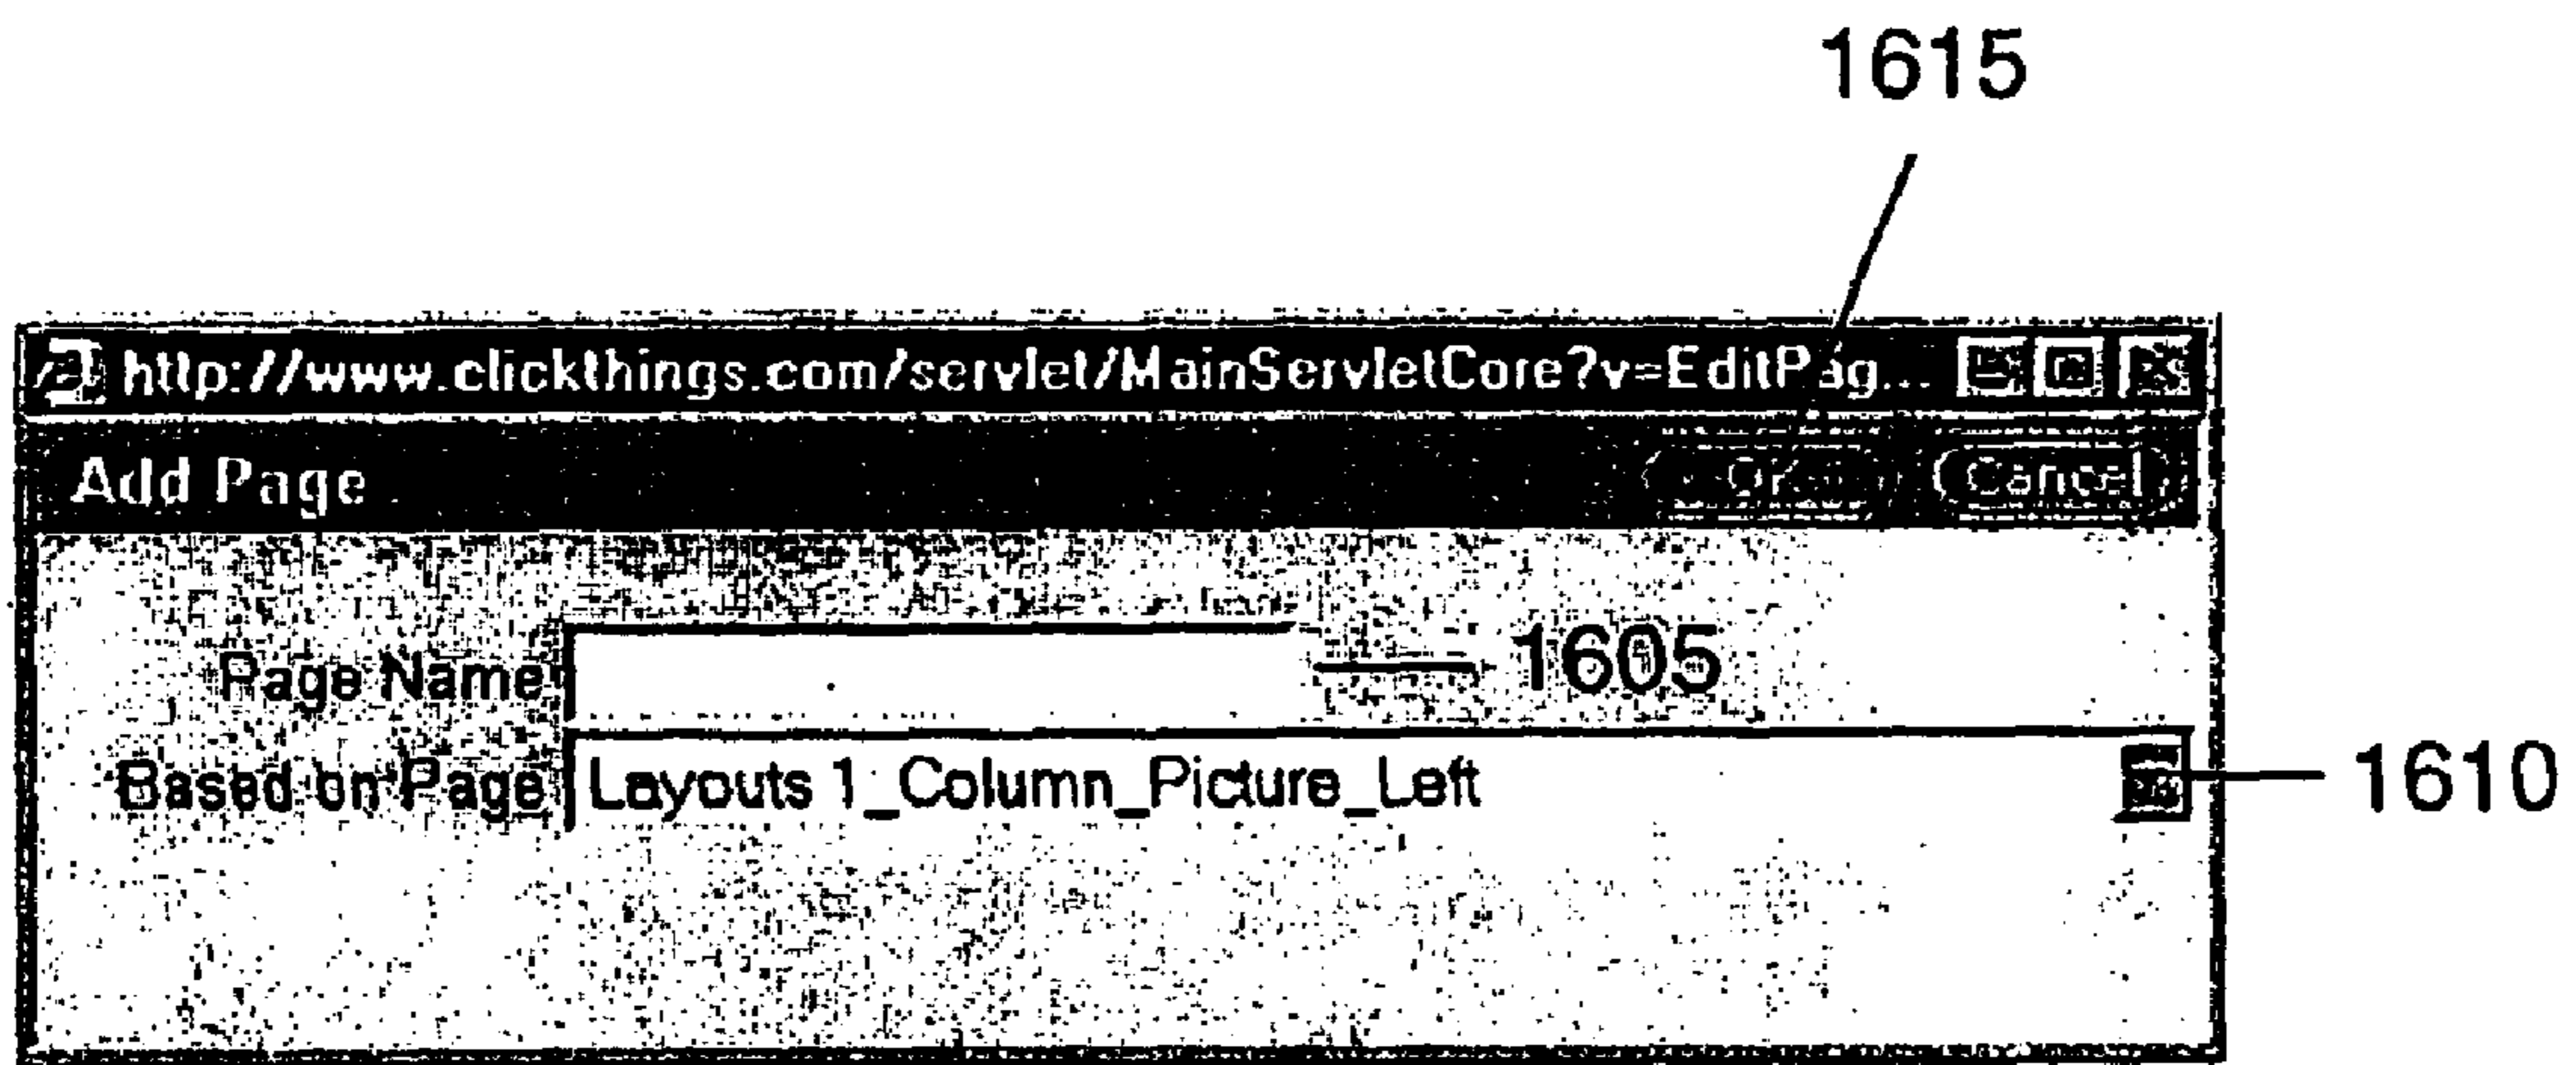 1615
http://www.clickthings.com/servlet/MainServletCore?v=EditPag...
Add Page OK Cancel
Page Name 1605
Based on Page Layouts 1_Column_Picture_Left 1610